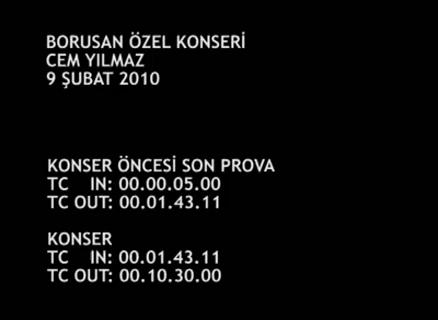 BORUSAN ÖZEL KONSERİ
CEM YILMAZ
9 ŞUBAT 2010
KONSER ÖNCESİ SON PROVA
TC IN: 00.00.05.00
TC OUT: 00.01.43.11
KONSER
TC IN: 00.01.43.11
TC OUT: 00.10.30.00